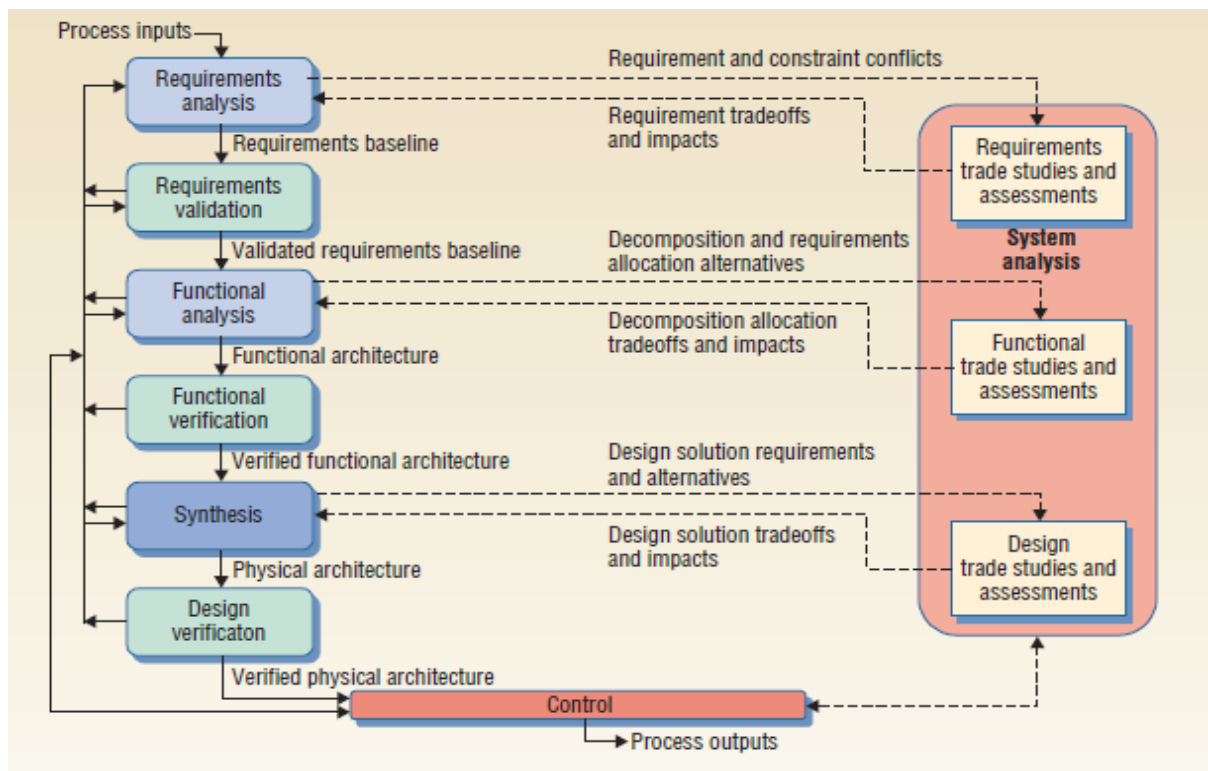 Process inputs
Requirements
analysis
Requirement and constraint conflicts
Requirement tradeoffs
and impacts
Requirements baseline
Requirements
trade studies and
assessments
Requirements
validation
System
analysis
Validated requirements baseline
Decomposition and requirements
allocation alternatives
Functional
analysis
Decomposition allocation
tradeoffs and impacts
Functional architecture
Functional
trade studies and
assessments
Functional
verification
Verified functional architecture
Design solution requirements
and alternatives
Synthesis
Design solution tradeoffs
and impacts
Physical architecture
Design
trade studies and
assessments
Design
verificaton
Verified physical architecture
Control
Process outputs